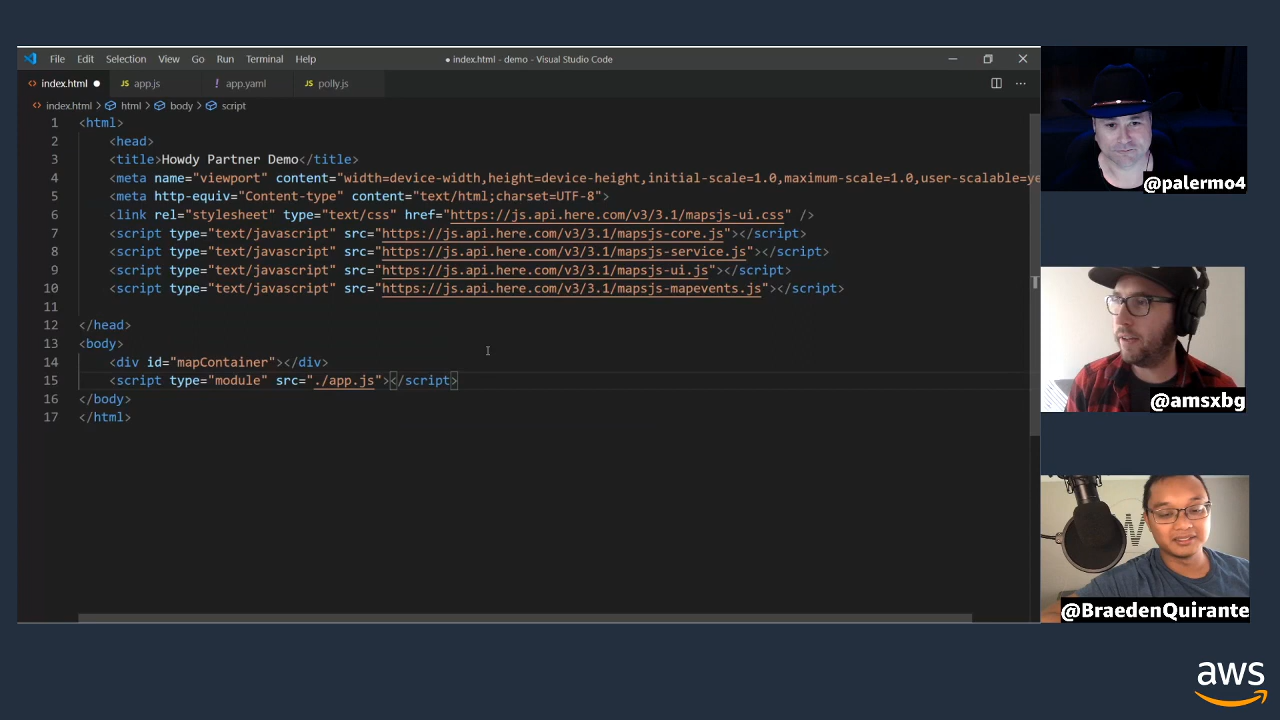 File Edit Selection View Go Run Terminal Help ● index.html - demo - Visual Studio Code
index.html ● JS app.js ! app.yaml JS polly.js
index.html > html > body > script
1 <html>
2 <head>
3 <title>Howdy Partner Demo</title>
4 <meta name="viewport" content="width=device-width,height=device-height,initial-scale=1.0,maximum-scale=1.0,user-scalable=ye
5 <meta http-equiv="Content-type" content="text/html;charset=UTF-8">
6 <link rel="stylesheet" type="text/css" href="https://js.api.here.com/v3/3.1/mapsjs-ui.css" />
7 <script type="text/javascript" src="https://js.api.here.com/v3/3.1/mapsjs-core.js"></script>
8 <script type="text/javascript" src="https://js.api.here.com/v3/3.1/mapsjs-service.js"></script>
9 <script type="text/javascript" src="https://js.api.here.com/v3/3.1/mapsjs-ui.js"></script>
10 <script type="text/javascript" src="https://js.api.here.com/v3/3.1/mapsjs-mapevents.js"></script>
11
12 </head>
13 <body>
14 <div id="mapContainer"></div>
15 <script type="module" src="./app.js"></script>
16 </body>
17 </html>
@palermo4
@amsxbg
@BraedenQuirante
aws